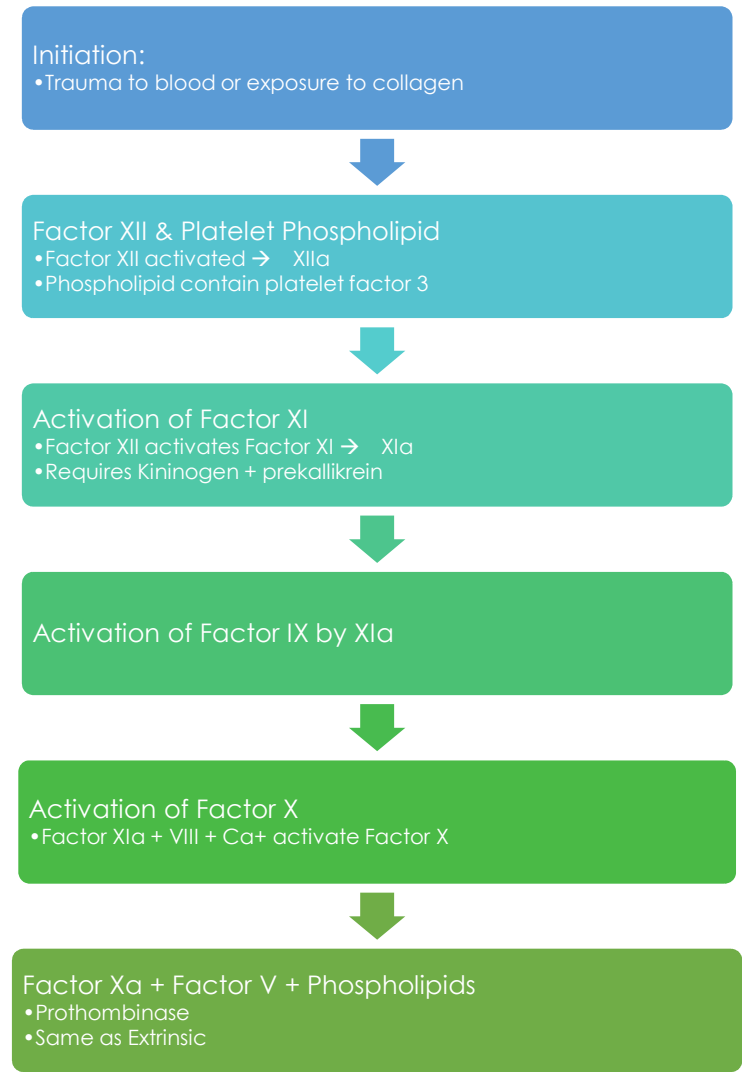 Initiation:
•Trauma to blood or exposure to collagen
Factor XII & Platelet Phospholipid
•Factor XII activated → XIIa
•Phospholipid contain platelet factor 3
Activation of Factor XI
•Factor XII activates Factor XI → XIa
•Requires Kininogen + prekallikrein
Activation of Factor IX by XIa
Activation of Factor X
•Factor XIa + VIII + Ca+ activate Factor X
Factor Xa + Factor V + Phospholipids
•Prothombinase
•Same as Extrinsic